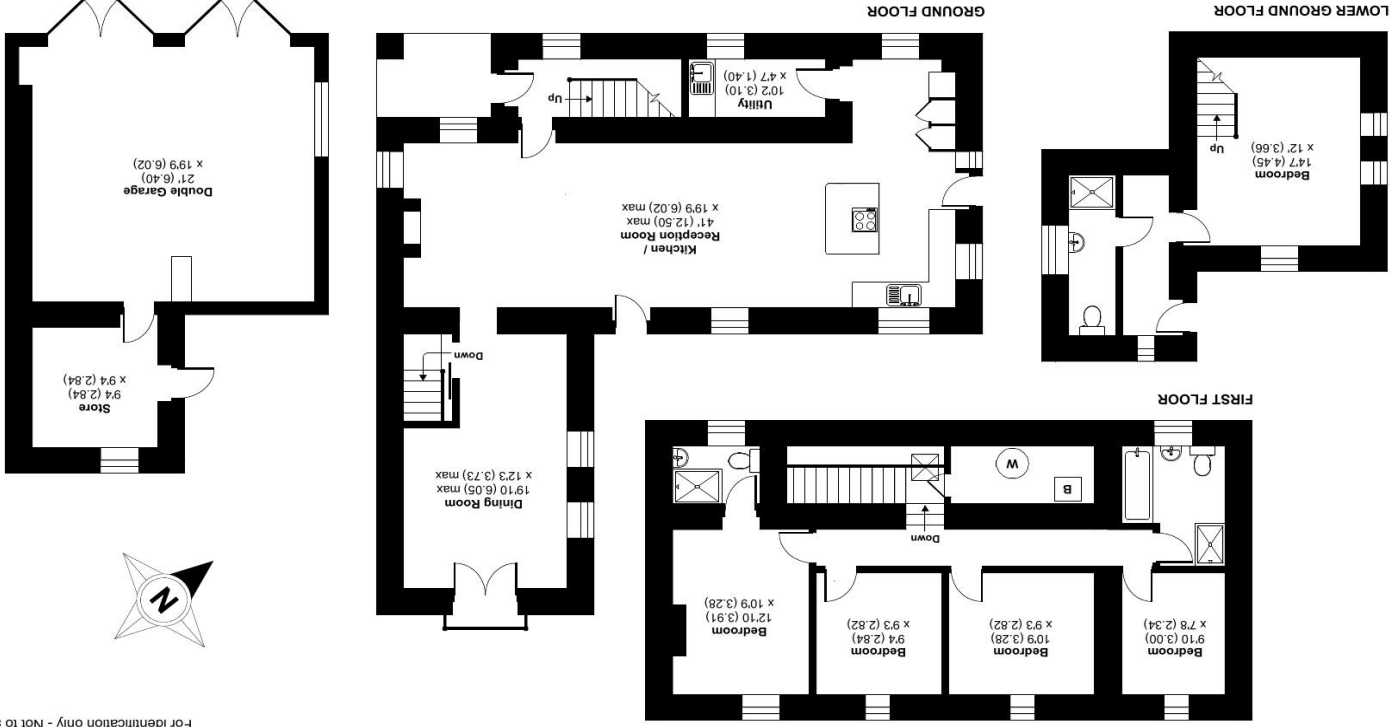 For identification only - Not to
Bedroom
9'10 (3.00)
x 7'8 (2.34)
Bedroom
10'9 (3.28)
x 9'3 (2.82)
Bedroom
9'4 (2.84)
x 9'3 (2.82)
Bedroom
12'10 (3.91)
x 10'9 (3.28)
Down
B
W
FIRST FLOOR
N
Dining Room
19'10 (6.05) max
x 12'3 (3.73) max
Down
Store
9'4 (2.84)
x 9'4 (2.84)
Kitchen /
Reception Room
41' (12.50) max
x 19'9 (6.02) max
Double Garage
21' (6.40)
x 19'9 (6.02)
Bedroom
14'7 (4.45)
x 12' (3.66)
Up
Utility
10'2 (3.10)
x 4'7 (1.40)
Up
LOWER GROUND FLOOR
GROUND FLOOR